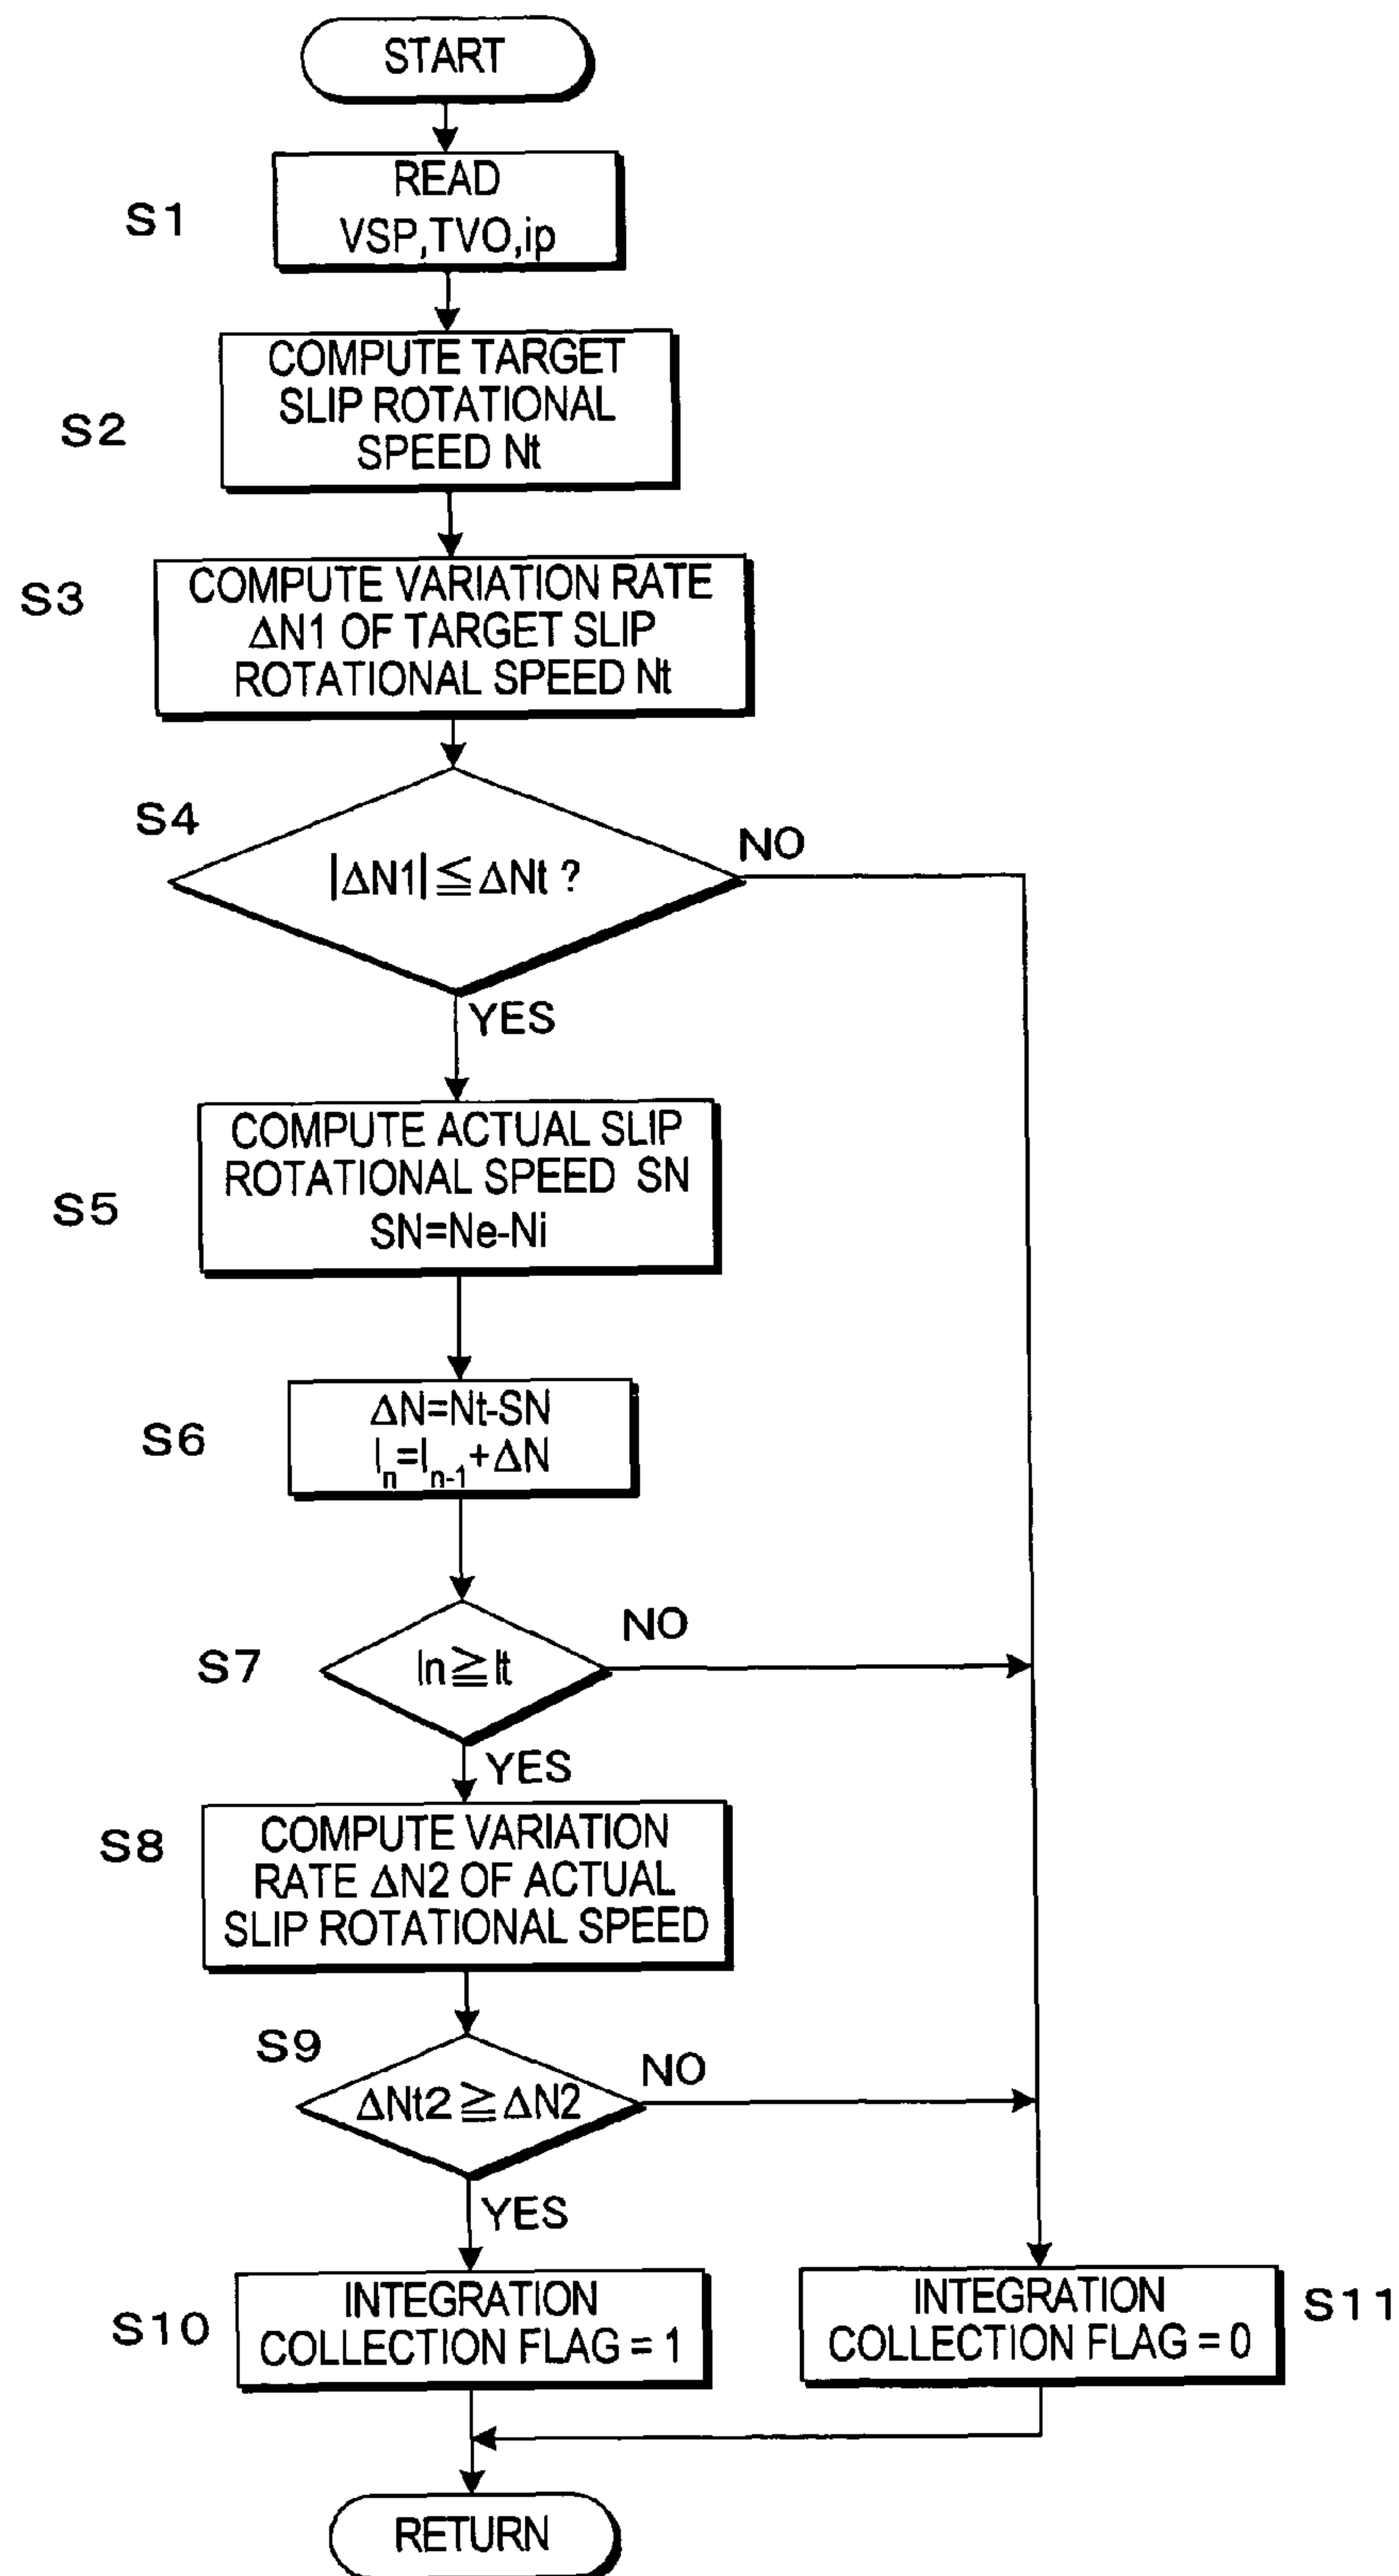 START
S1
READ
VSP,TVO,ip
S2
COMPUTE TARGET
SLIP ROTATIONAL
SPEED Nt
S3
COMPUTE VARIATION RATE
ΔN1 OF TARGET SLIP
ROTATIONAL SPEED Nt
S4
|ΔN1|≦ΔNt ?
NO
YES
S5
COMPUTE ACTUAL SLIP
ROTATIONAL SPEED SN
SN=Ne-Ni
S6
ΔN=Nt-SN
Iₙ=Iₙ₋₁+ΔN
S7
In≧It
NO
YES
S8
COMPUTE VARIATION
RATE ΔN2 OF ACTUAL
SLIP ROTATIONAL SPEED
S9
ΔNt2≧ΔN2
NO
YES
S10
INTEGRATION
COLLECTION FLAG = 1
INTEGRATION
COLLECTION FLAG = 0
S11
RETURN